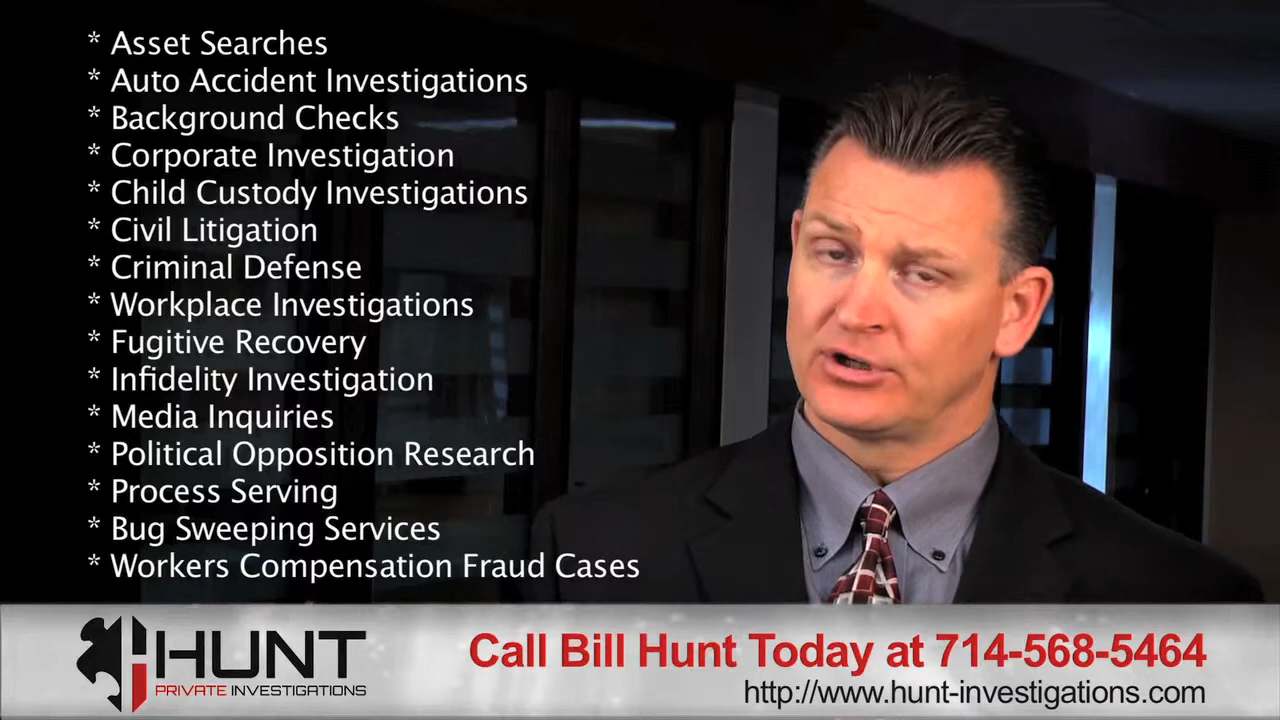 * Asset Searches
* Auto Accident Investigations
* Background Checks
* Corporate Investigation
* Child Custody Investigations
* Civil Litigation
* Criminal Defense
* Workplace Investigations
* Fugitive Recovery
* Infidelity Investigation
* Media Inquiries
* Political Opposition Research
* Process Serving
* Bug Sweeping Services
* Workers Compensation Fraud Cases
HUNT
PRIVATE INVESTIGATIONS
Call Bill Hunt Today at 714-568-5464
http://www.hunt-investigations.com